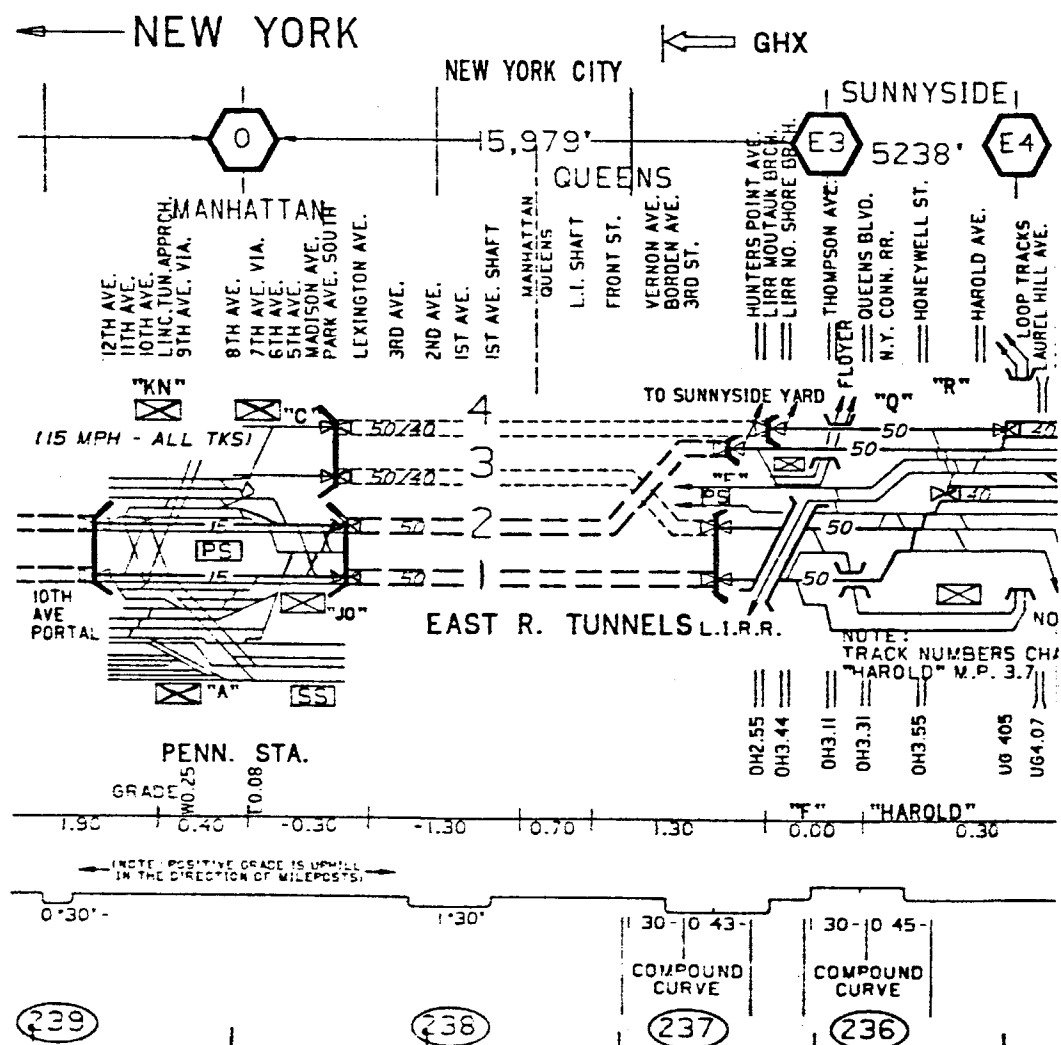 NEW YORK
GHX
NEW YORK CITY
SUNNYSIDE
0
15,979'
E3
5238'
E4
QUEENS
MANHATTAN
12TH AVE.
11TH AVE.
10TH AVE.
LINC. TUN. APPRCH.
9TH AVE. VIA.
8TH AVE.
7TH AVE. VIA.
6TH AVE.
5TH AVE.
MADISON AVE.
PARK AVE. SOUTH
LEXINGTON AVE.
3RD AVE.
2ND AVE.
1ST AVE.
1ST AVE. SHAFT
MANHATTAN
QUEENS
L.I. SHAFT
FRONT ST.
VERNON AVE.
BORDEN AVE.
3RD ST.
HUNTERS POINT AVE.
LIRR MOUTAUK BRCH.
LIRR NO. SHORE BRCH.
THOMPSON AVE.
FLOYER
QUEENS BLVD.
N.Y. CONN. RR.
HONEYWELL ST.
HAROLD AVE.
LOOP TRACKS
LAUREL HILL AVE.
"KN"
"C"
(15 MPH - ALL TKS)
TO SUNNYSIDE YARD
"Q"
"R"
50/40
4
50
40
50
50/40
3
"F"
PS
40
15
50
2
50
PS
15
50
1
50
10TH
AVE
PORTAL
"JO"
EAST R. TUNNELS
L.I.R.R.
NO
NOTE:
TRACK NUMBERS CHA
"HAROLD" M.P. 3.7
"A"
SS
PENN. STA.
OH2.55
OH3.44
OH3.11
OH3.31
OH3.55
UG 405
UG4.07
GRADE
W0.25
T0.08
"F"
"HAROLD"
1.90
0.40
-0.30
-1.30
0.70
1.30
0.00
0.30
(NOTE: POSITIVE GRADE IS UPHILL
IN THE DIRECTION OF MILEPOSTS)
0°30'-
1°30'
1 30-
0 43-
1 30-
0 45-
COMPOUND
CURVE
COMPOUND
CURVE
239
238
237
236